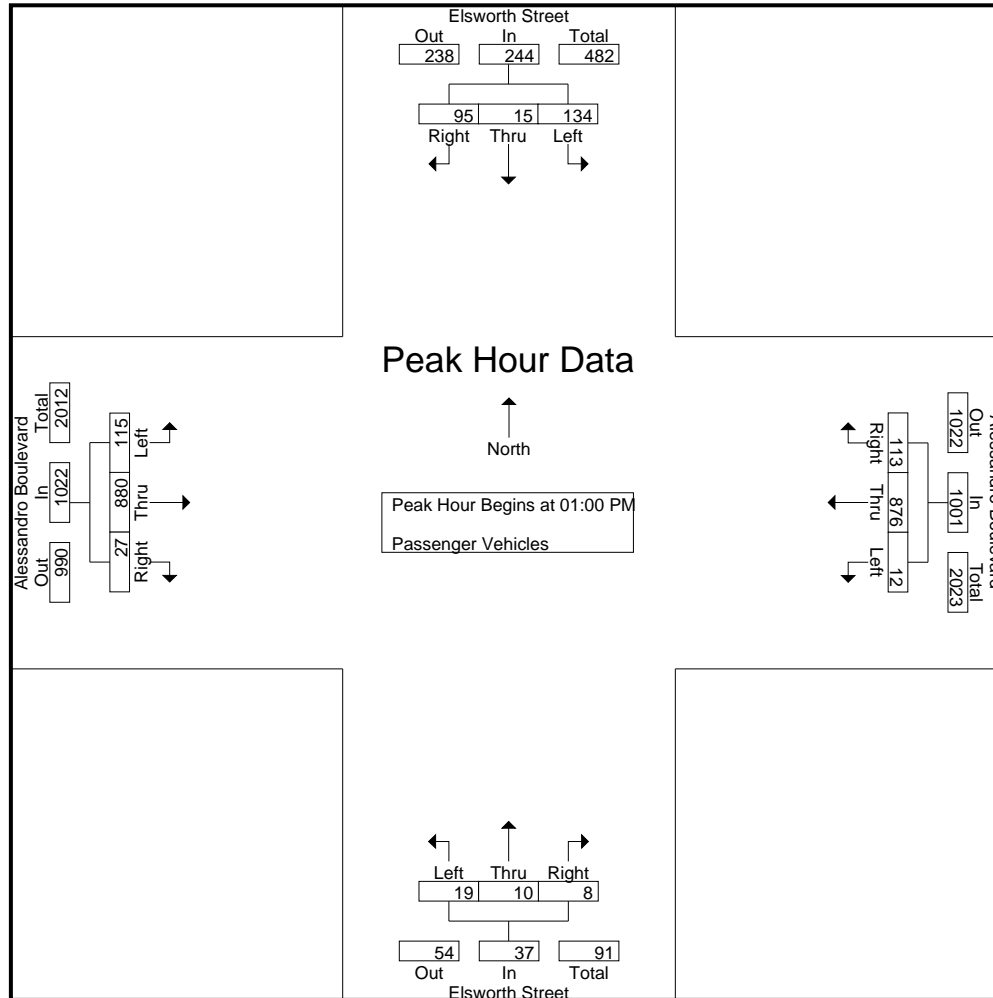 Elsworth Street
Out In Total
238 244 482
95 15 134
Right Thru Left
Peak Hour Data
North
Peak Hour Begins at 01:00 PM
Passenger Vehicles
Alessandro Boulevard
Total In Out
2012 1022 990
115 880 27
Left Thru Right
Right Thru Left
113 876 12
1022 1001 2023
Out In Total
Left Thru Right
19 10 8
54 37 91
Out In Total
Elsworth Street